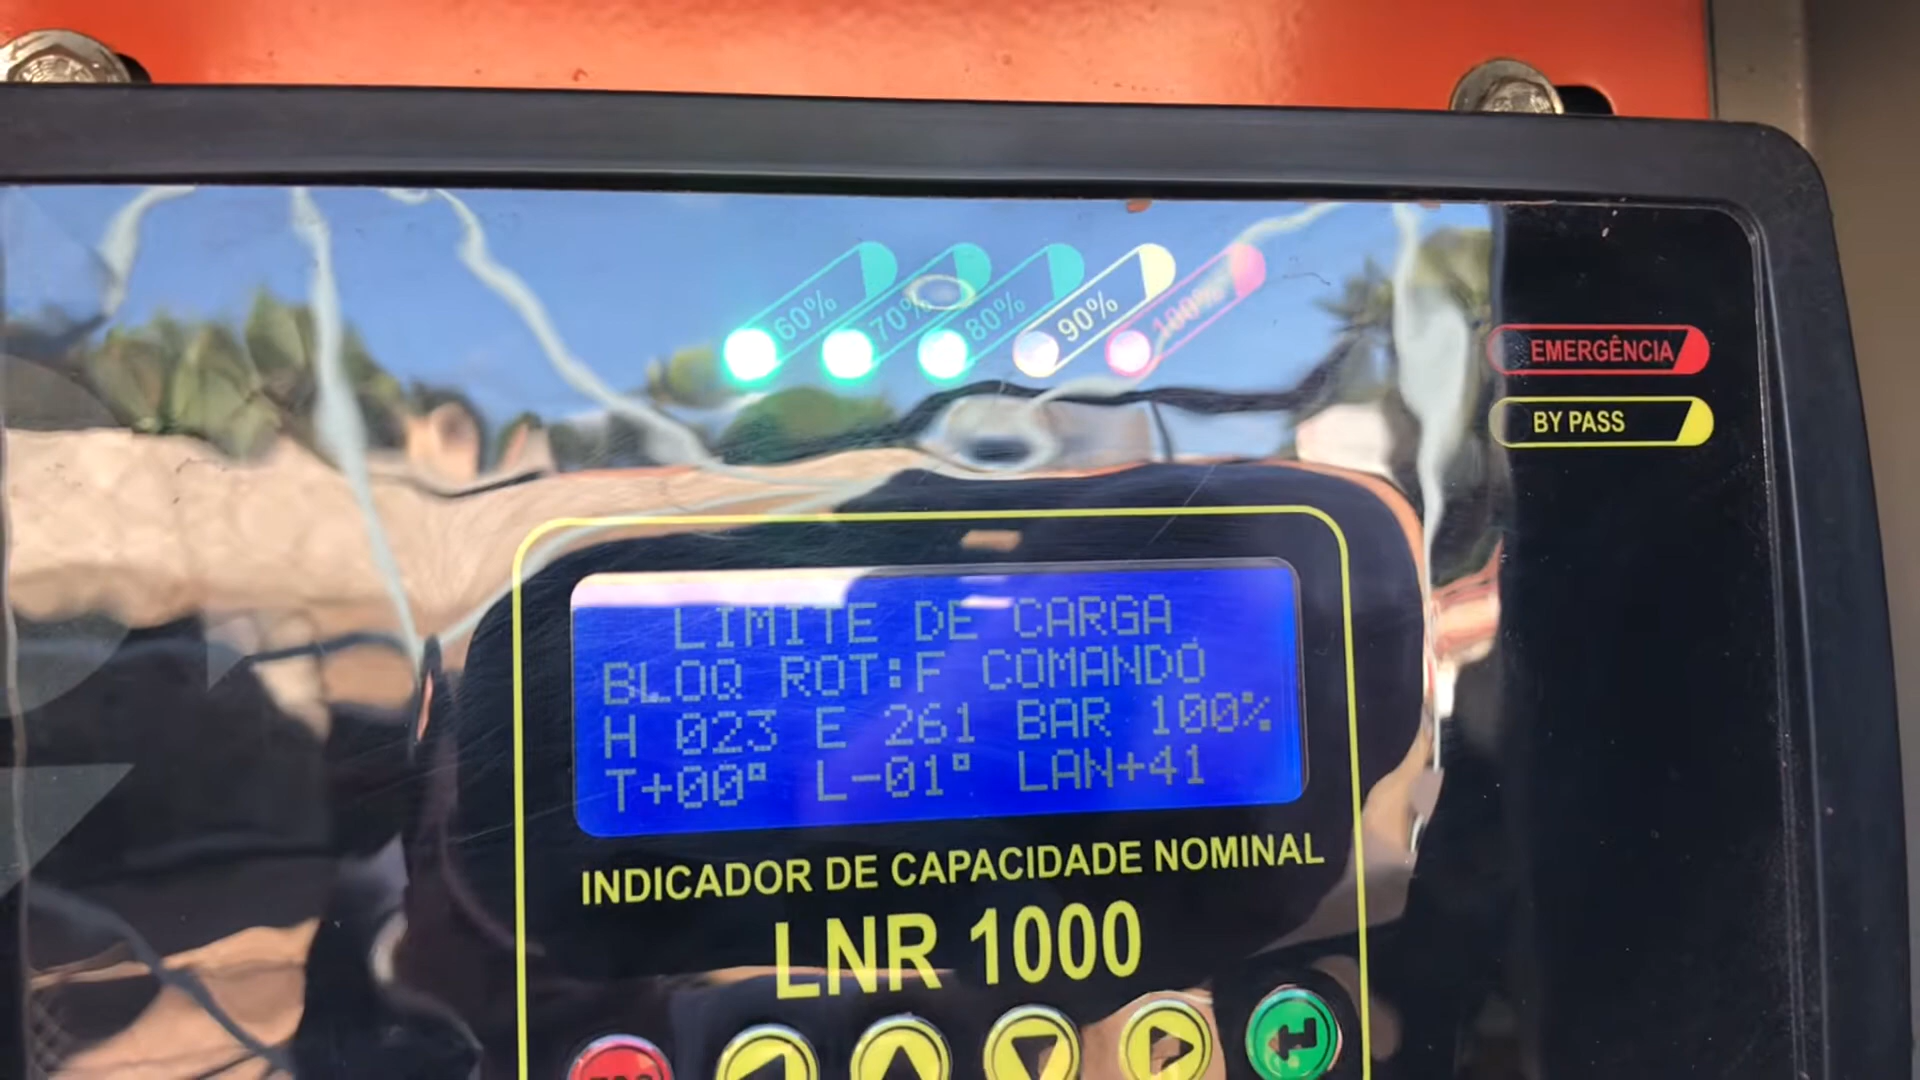 60% 70% 80% 90% 100%
EMERGÊNCIA
BY PASS
LIMITE DE CARGA
BLOQ ROT:F COMANDO
H 023 E 261 BAR 100%
T+00° L-01° LAN+41
INDICADOR DE CAPACIDADE NOMINAL
LNR 1000